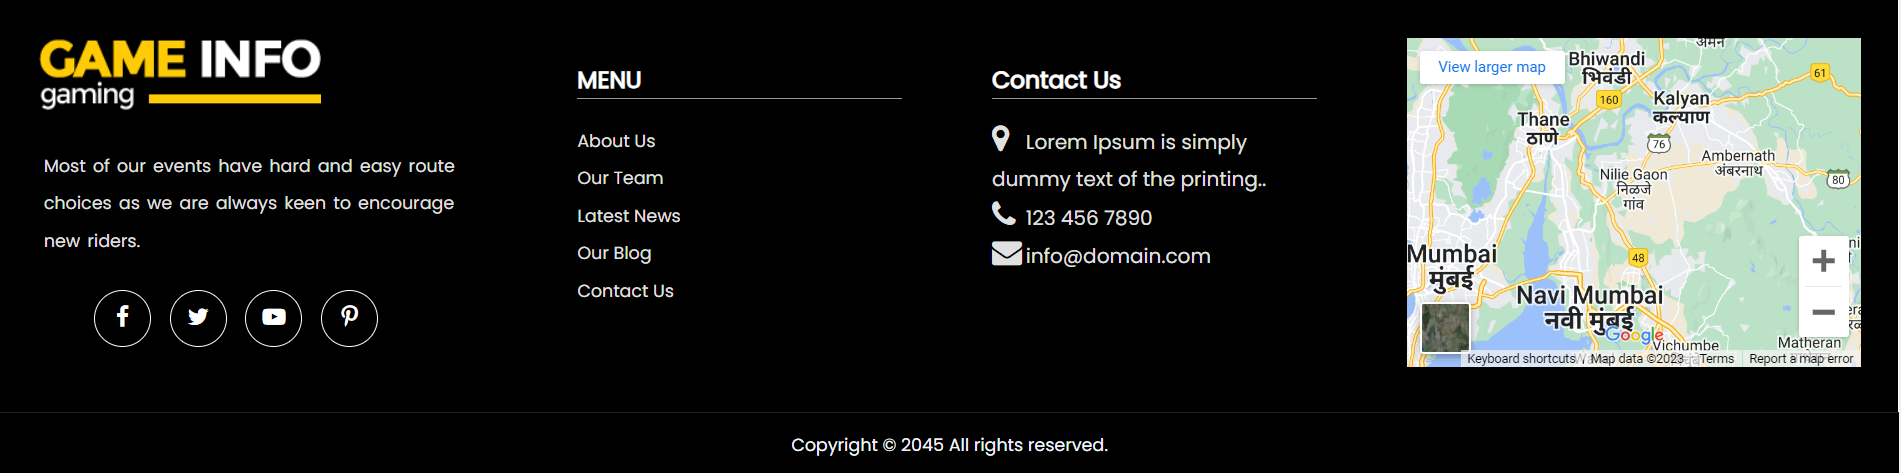 GAME INFO
gaming
Most of our events have hard and easy route
choices as we are always keen to encourage
new riders.
MENU
About Us
Our Team
Latest News
Our Blog
Contact Us
Contact Us
Lorem Ipsum is simply
dummy text of the printing..
123 456 7890
info@domain.com
View larger map
Bhiwandi
भिवंडी
61
160
Kalyan
कल्याण
Thane
ठाणे
76
Ambernath
अंबरनाथ
Nilje Gaon
निळजे
गांव
80
Mumbai
मुंबई
48
Navi Mumbai
नवी मुंबई
Google
Vichumbe
Matheran
Keyboard shortcuts
Map data ©2023
Terms
Report a map error
Copyright © 2045 All rights reserved.